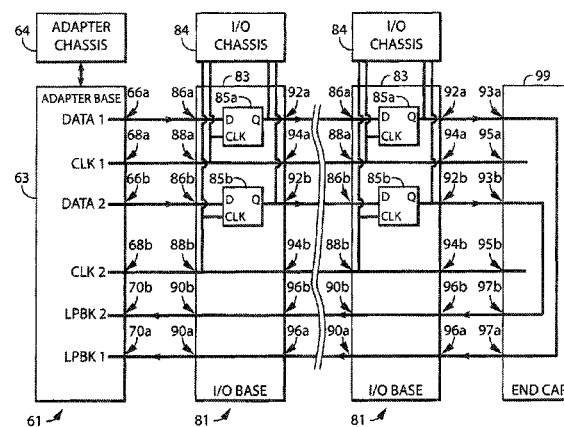 64 ADAPTER CHASSIS 84 I/O CHASSIS 84 I/O CHASSIS
83 83 99
ADAPTER BASE 66a 86a 85a 92a 86a 85a 92a 93a
DATA 1 D Q D Q
68a 88a CLK 94a 88a CLK 94a 95a
CLK 1
63 66b 86b 85b 92b 86b 85b 92b 93b
DATA 2 D Q D Q
CLK CLK
68b 88b 94b 88b 94b 95b
CLK 2
70b 90b 96b 90b 96b 97b
LPBK 2
70a 90a 96a 90a 96a 97a
LPBK 1
I/O BASE I/O BASE END CAP
61 81 81